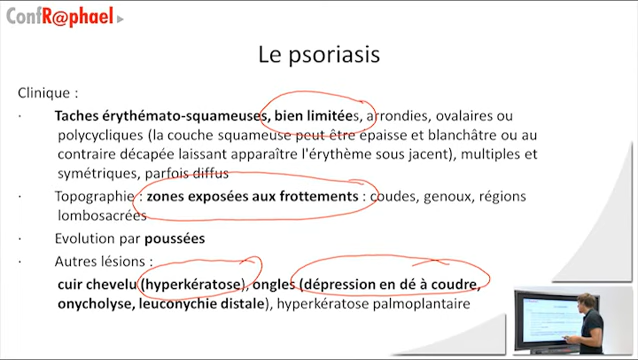 ConfR@phael
Le psoriasis
Clinique :
· Taches érythémato-squameuses, bien limitées, arrondies, ovalaires ou
polycycliques (la couche squameuse peut être épaisse et blanchâtre ou au
contraire décapée laissant apparaître l'érythème sous jacent), multiples et
symétriques, parfois diffus
· Topographie : zones exposées aux frottements : coudes, genoux, régions
lombosacrées
· Evolution par poussées
· Autres lésions :
cuir chevelu (hyperkératose), ongles (dépression en dé à coudre,
onycholyse, leuconychie distale), hyperkératose palmoplantaire